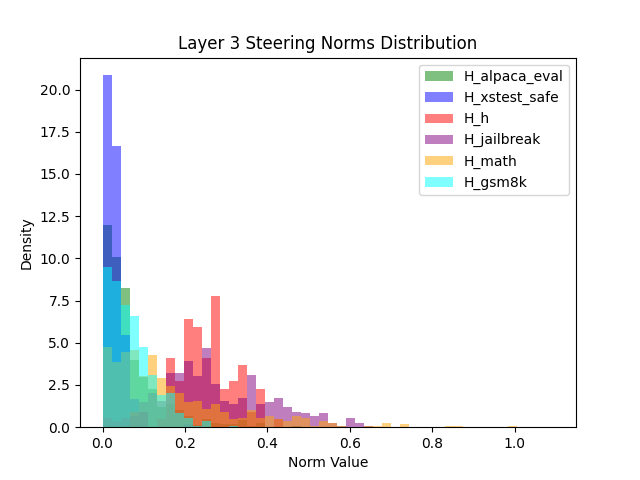 Layer 3 Steering Norms Distribution
H_alpaca_eval
H_xstest_safe
H_h
H_jailbreak
H_math
H_gsm8k
20.0
17.5
15.0
12.5
10.0
7.5
5.0
2.5
0.0
Density
0.0 0.2 0.4 0.6 0.8 1.0
Norm Value